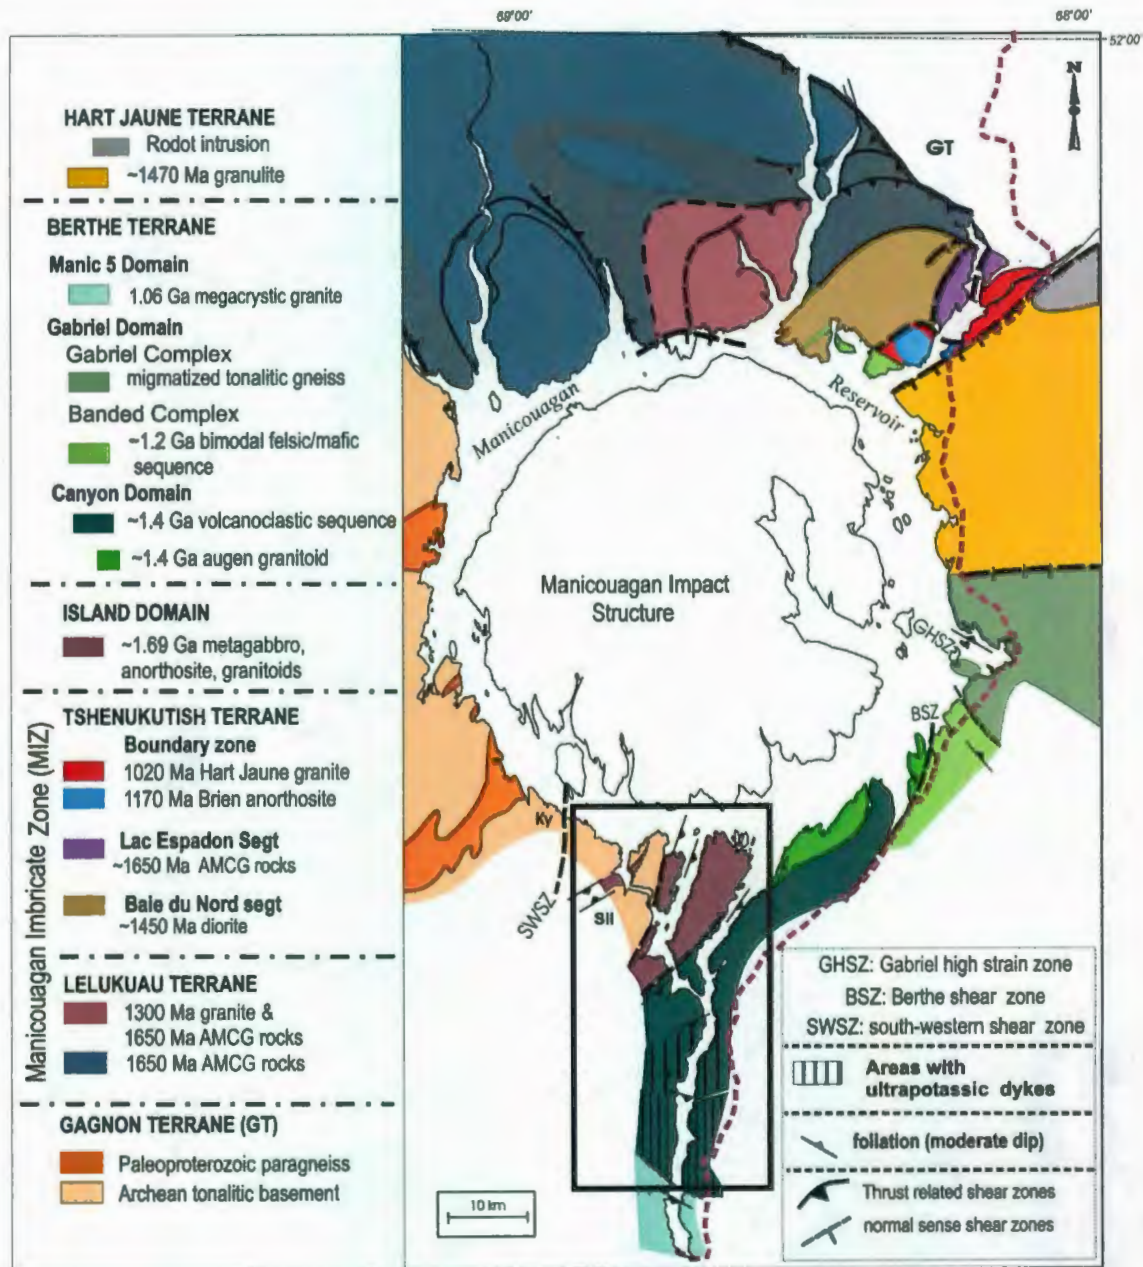 69°00'
68°00'
52°00'
HART JAUNE TERRANE
Rodot intrusion
~1470 Ma granulite
BERTHE TERRANE
Manic 5 Domain
1.06 Ga megacrystic granite
Gabriel Domain
Gabriel Complex
migmatized tonalitic gneiss
Banded Complex
~1.2 Ga bimodal felsic/mafic
sequence
Canyon Domain
~1.4 Ga volcanoclastic sequence
~1.4 Ga augen granitoid
ISLAND DOMAIN
~1.69 Ga metagabbro,
anorthosite, granitoids
Manicouagan Imbricate Zone (MIZ)
TSHENUKUTISH TERRANE
Boundary zone
1020 Ma Hart Jaune granite
1170 Ma Brien anorthosite
Lac Espadon Segt
~1650 Ma AMCG rocks
Baie du Nord segt
~1450 Ma diorite
LELUKUAU TERRANE
1300 Ma granite &
1650 Ma AMCG rocks
1650 Ma AMCG rocks
GAGNON TERRANE (GT)
Paleoproterozoic paragneiss
Archean tonalitic basement
N
GT
Manicouagan
Reservoir
Manicouagan Impact
Structure
GHSZ
BSZ
Ky
SWSZ
Sil
10 km
GHSZ: Gabriel high strain zone
BSZ: Berthe shear zone
SWSZ: south-western shear zone
Areas with
ultrapotassic dykes
foliation (moderate dip)
Thrust related shear zones
normal sense shear zones